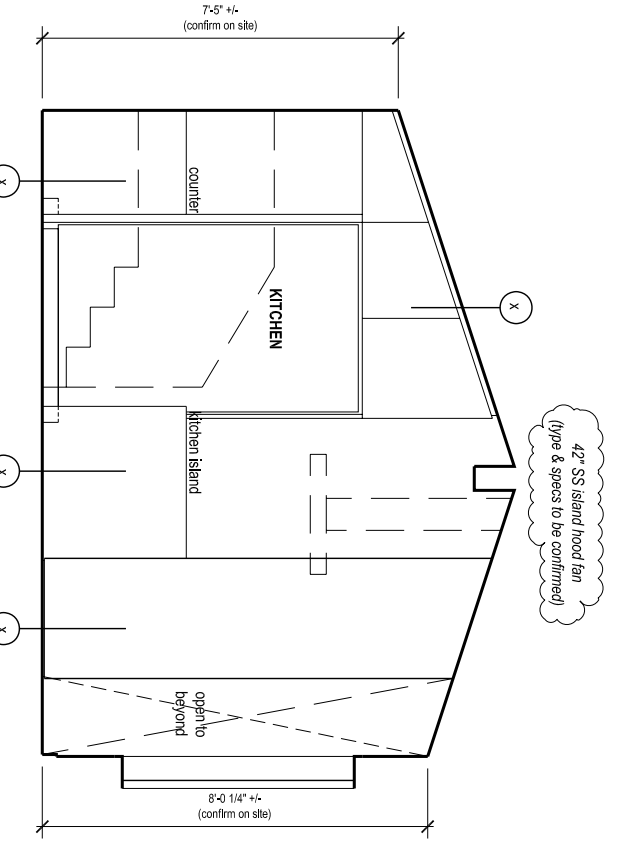 7'-5" +/-
(confirm on site)
42" SS island hood fan
(type & specs to be confirmed)
x
x
x
x
counter
KITCHEN
kitchen island
open to
beyond
8'-0 1/4" +/-
(confirm on site)